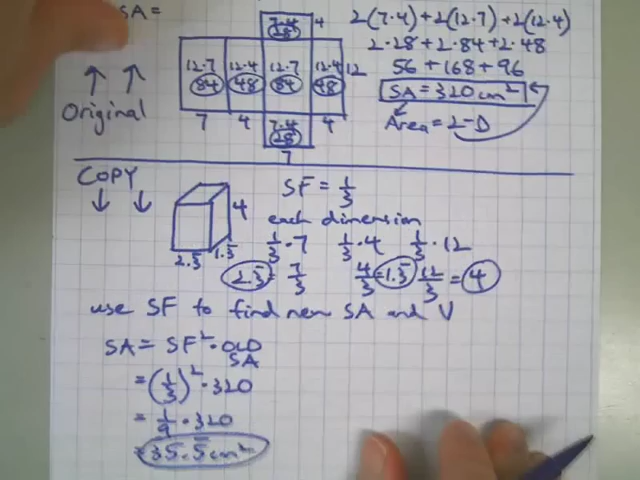 SA =
2(7·4)+2(12·7)+2(12·4)
2·28+2·84+2·48
56+168+96
SA=320cm²
Area = 2-D
7·4 4
28
12·7 12·4 12·7 12·4 12
84 48 84 48
7 4 4
7·4
28
7
Original
COPY
SF = 1/3
4
each dimension
1/3·7 1/3·4 1/3·12
2.3̅ 1.3̅
2.3̅ = 7/3 4/3=1.3̅ 12/3 = 4
use SF to find new SA and V
SA = SF²·OLD SA
= (1/3)²·320
= 1/9·320
= 35.5̅cm²